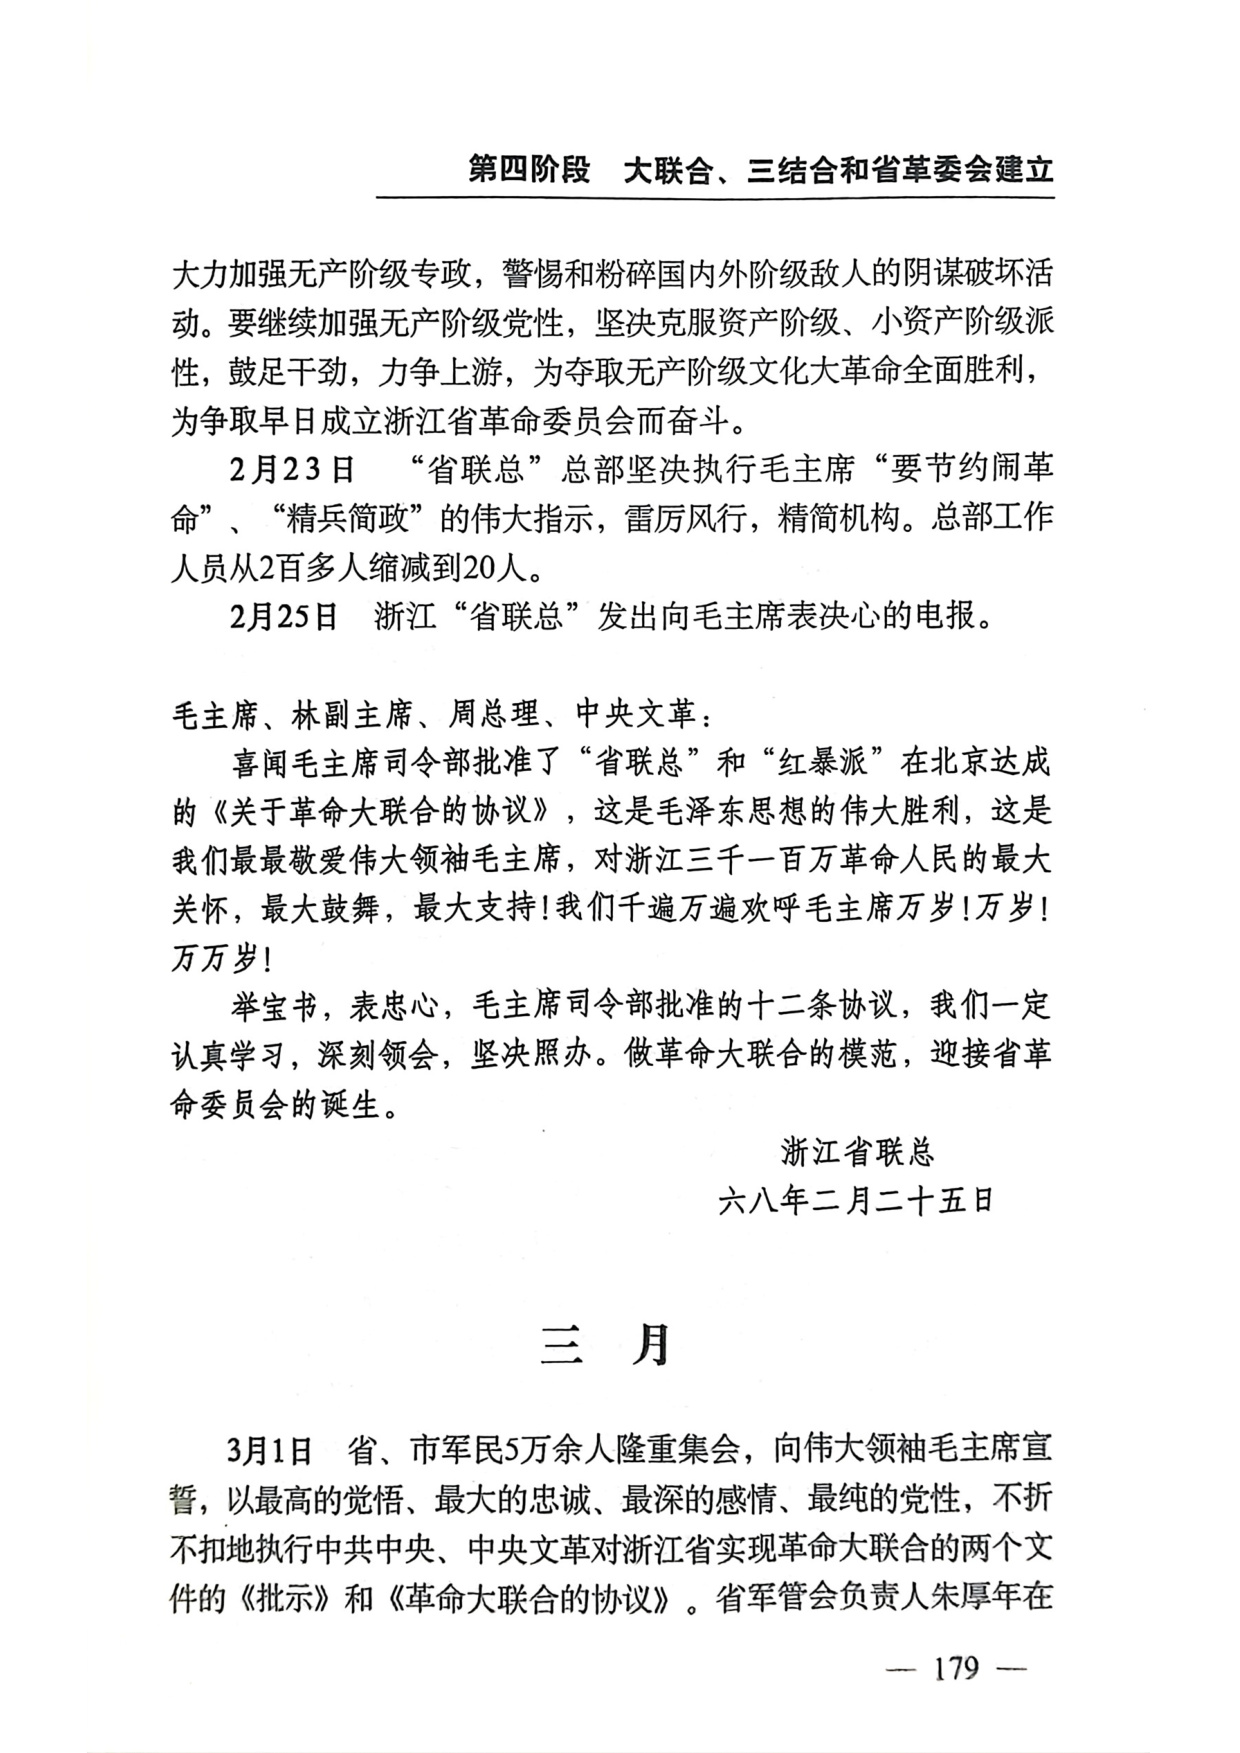 第四阶段 大联合、三结合和省革委会建立
大力加强无产阶级专政，警惕和粉碎国内外阶级敌人的阴谋破坏活
动。要继续加强无产阶级党性，坚决克服资产阶级、小资产阶级派
性，鼓足干劲，力争上游，为夺取无产阶级文化大革命全面胜利，
为争取早日成立浙江省革命委员会而奋斗。
2月23日 “省联总”总部坚决执行毛主席“要节约闹革
命”、“精兵简政”的伟大指示，雷厉风行，精简机构。总部工作
人员从2百多人缩减到20人。
2月25日 浙江“省联总”发出向毛主席表决心的电报。
毛主席、林副主席、周总理、中央文革：
喜闻毛主席司令部批准了“省联总”和“红暴派”在北京达成
的《关于革命大联合的协议》，这是毛泽东思想的伟大胜利，这是
我们最最敬爱伟大领袖毛主席，对浙江三千一百万革命人民的最大
关怀，最大鼓舞，最大支持！我们千遍万遍欢呼毛主席万岁！万岁！
万万岁！
举宝书，表忠心，毛主席司令部批准的十二条协议，我们一定
认真学习，深刻领会，坚决照办。做革命大联合的模范，迎接省革
命委员会的诞生。
浙江省联总
六八年二月二十五日
三 月
3月1日 省、市军民5万余人隆重集会，向伟大领袖毛主席宣
誓，以最高的觉悟、最大的忠诚、最深的感情、最纯的党性，不折
不扣地执行中共中央、中央文革对浙江省实现革命大联合的两个文
件的《批示》和《革命大联合的协议》。省军管会负责人朱厚年在
— 179 —